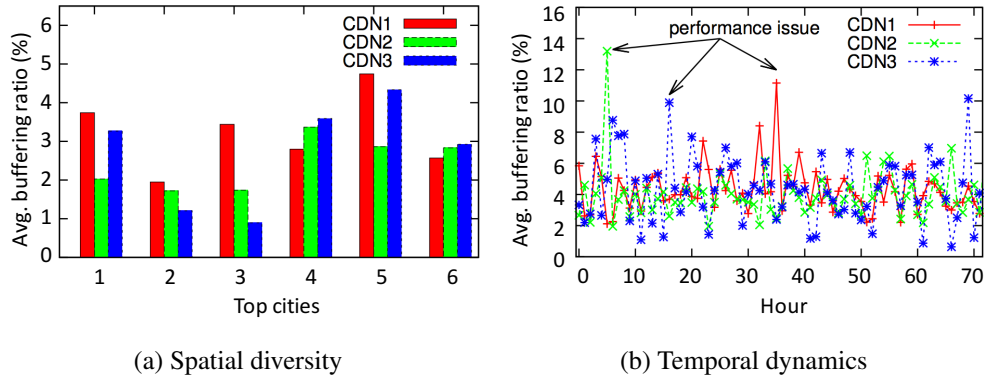 Avg. buffering ratio (%)
6
5
4
3
2
1
0
CDN1
CDN2
CDN3
1 2 3 4 5 6
Top cities
(a) Spatial diversity
Avg. buffering ratio (%)
16
14
12
10
8
6
4
2
0
performance issue
CDN1
CDN2
CDN3
0 10 20 30 40 50 60 70
Hour
(b) Temporal dynamics